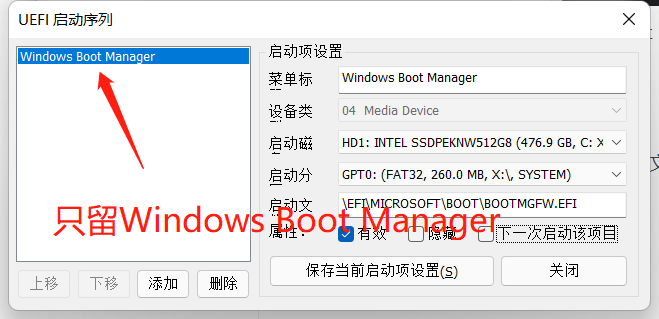 UEFI 启动序列
Windows Boot Manager
启动项设置
菜单标 Windows Boot Manager
设备类 04 Media Device
启动磁 HD1: INTEL SSDPEKNW512G8 (476.9 GB, C: X
启动分 GPT0: (FAT32, 260.0 MB, X:\, SYSTEM)
启动文 \EFI\MICROSOFT\BOOT\BOOTMGFW.EFI
只留Windows Boot Manager
属性: 有效 隐藏 下一次启动该项目
上移 下移 添加 删除 保存当前启动项设置(S) 关闭